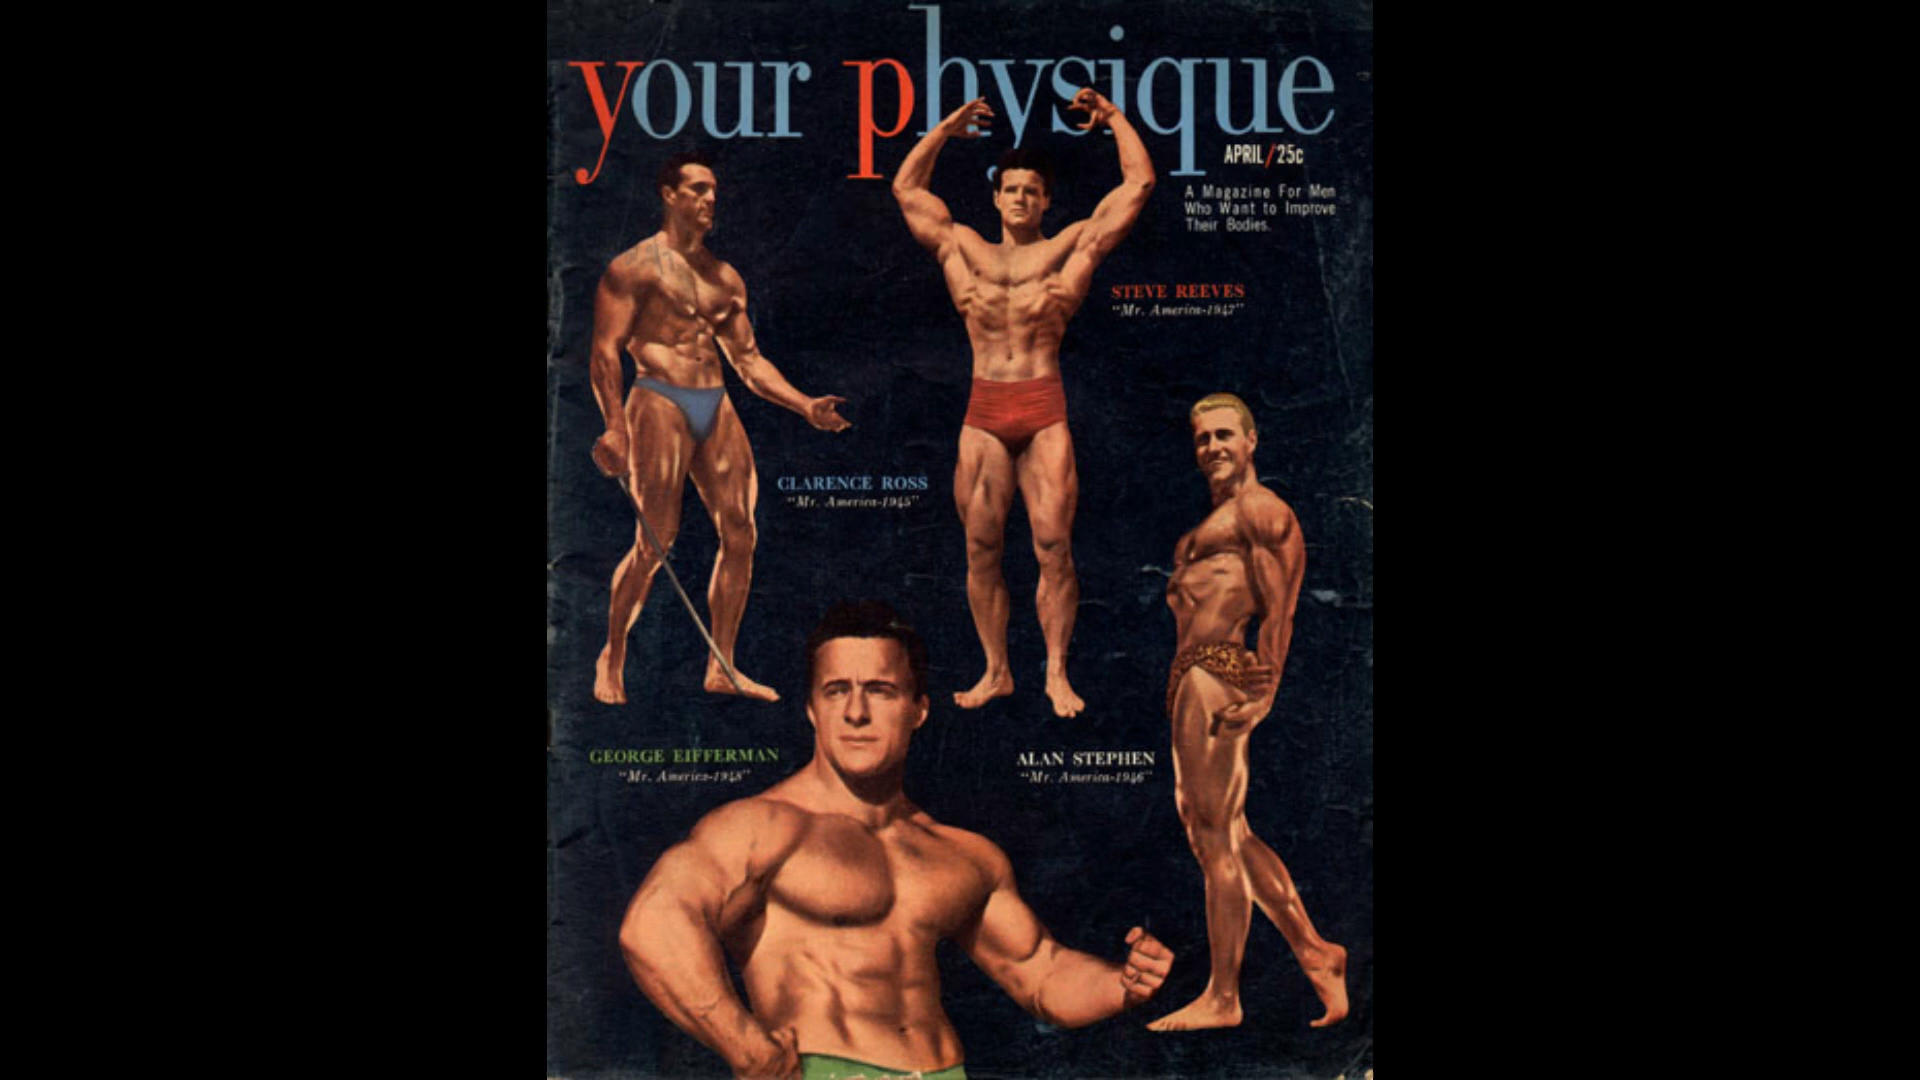 your physique
APRIL/25c
A Magazine For Men
Who Want to Improve
Their Bodies.
STEVE REEVES
"Mr. America-1947"
CLARENCE ROSS
"Mr. America-1945"
GEORGE EIFFERMAN
"Mr. America-1948"
ALAN STEPHEN
"Mr. America-1946"